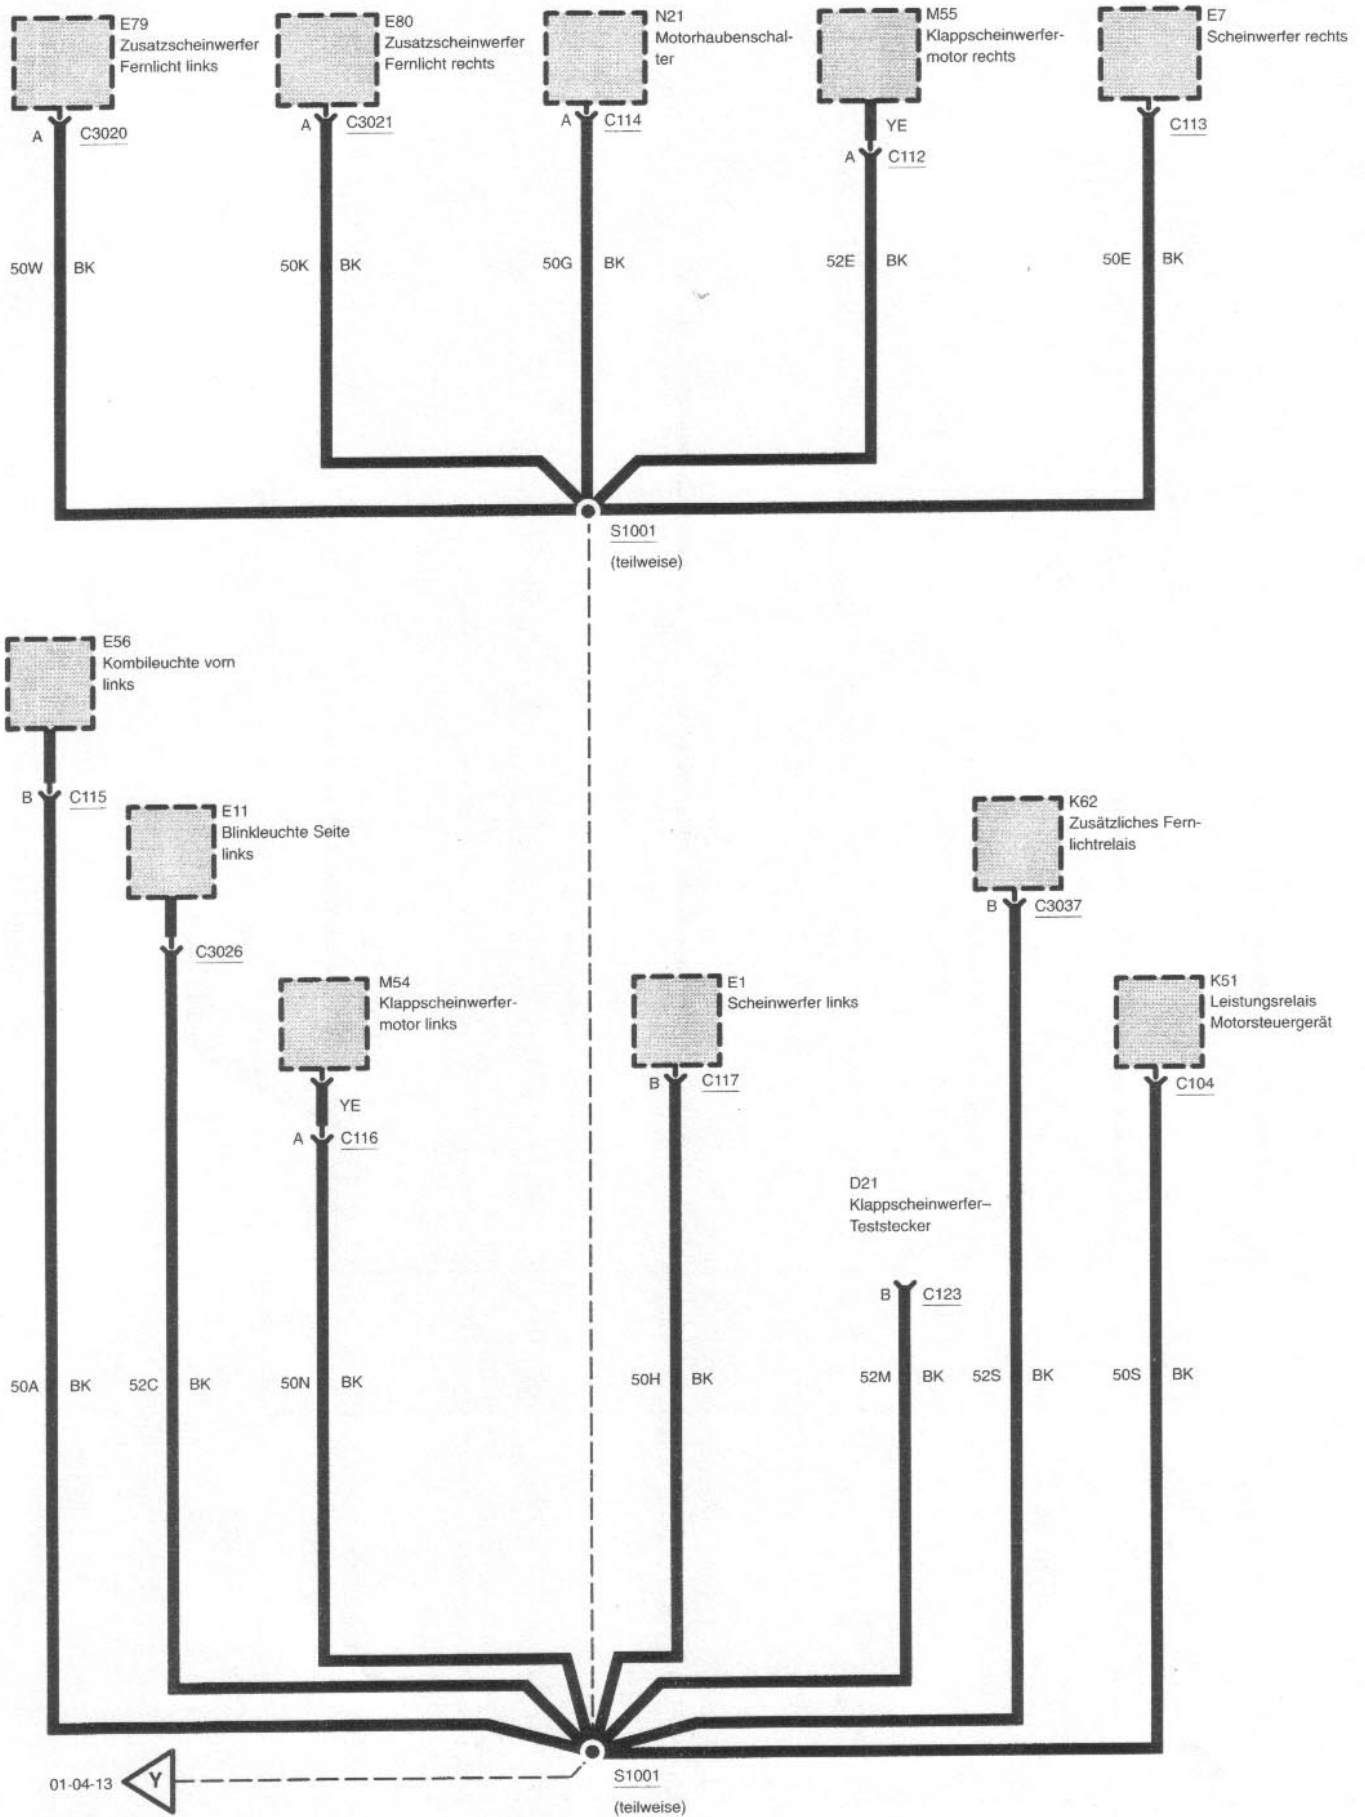 E79
Zusatzscheinwerfer
Fernlicht links
E80
Zusatzscheinwerfer
Fernlicht rechts
N21
Motorhaubenschal-
ter
M55
Klappscheinwerfer-
motor rechts
E7
Scheinwerfer rechts
A C3020
A C3021
A C114
YE
A C112
C113
50W BK
50K BK
50G BK
52E BK
50E BK
S1001
(teilweise)
E56
Kombileuchte vorn
links
B C115
E11
Blinkleuchte Seite
links
C3026
K62
Zusätzliches Fern-
lichtrelais
B C3037
M54
Klappscheinwerfer-
motor links
YE
A C116
E1
Scheinwerfer links
B C117
K51
Leistungsrelais
Motorsteuergerät
C104
D21
Klappscheinwerfer–
Teststecker
B C123
50A BK
52C BK
50N BK
50H BK
52M BK
52S BK
50S BK
01-04-13 Y
S1001
(teilweise)